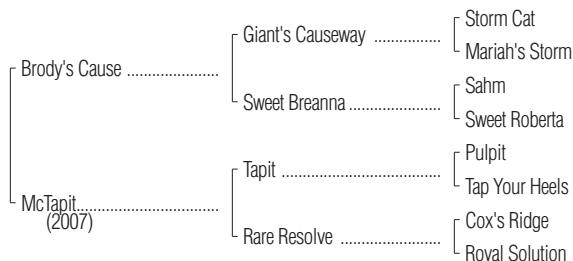 Storm Cat
Giant's Causeway ................
Mariah's Storm
Brody's Cause ......................
Sahm
Sweet Breanna ......................
Sweet Roberta
Pulpit
Tapit ......................................
Tap Your Heels
McTapit..................................
(2007)
Cox's Ridge
Rare Resolve ........................
Royal Solution